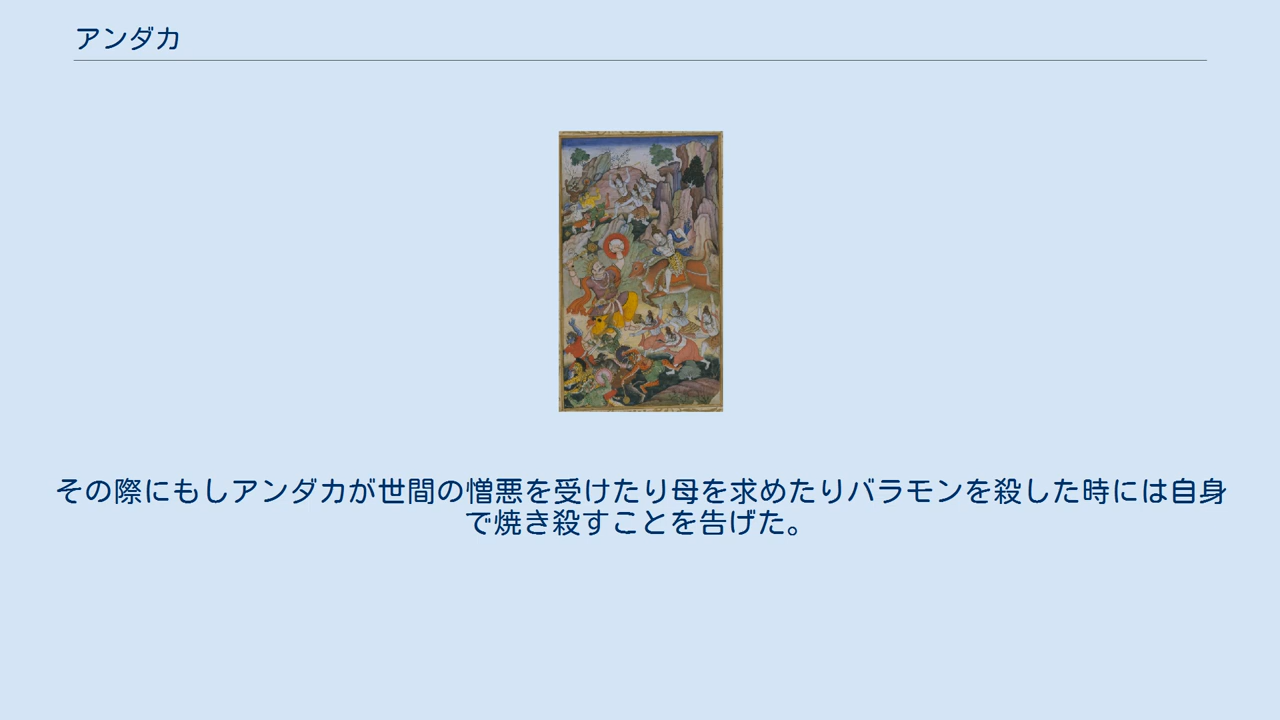 アンダカ
その際にもしアンダカが世間の憎悪を受けたり母を求めたりバラモンを殺した時には自身
で焼き殺すことを告げた。